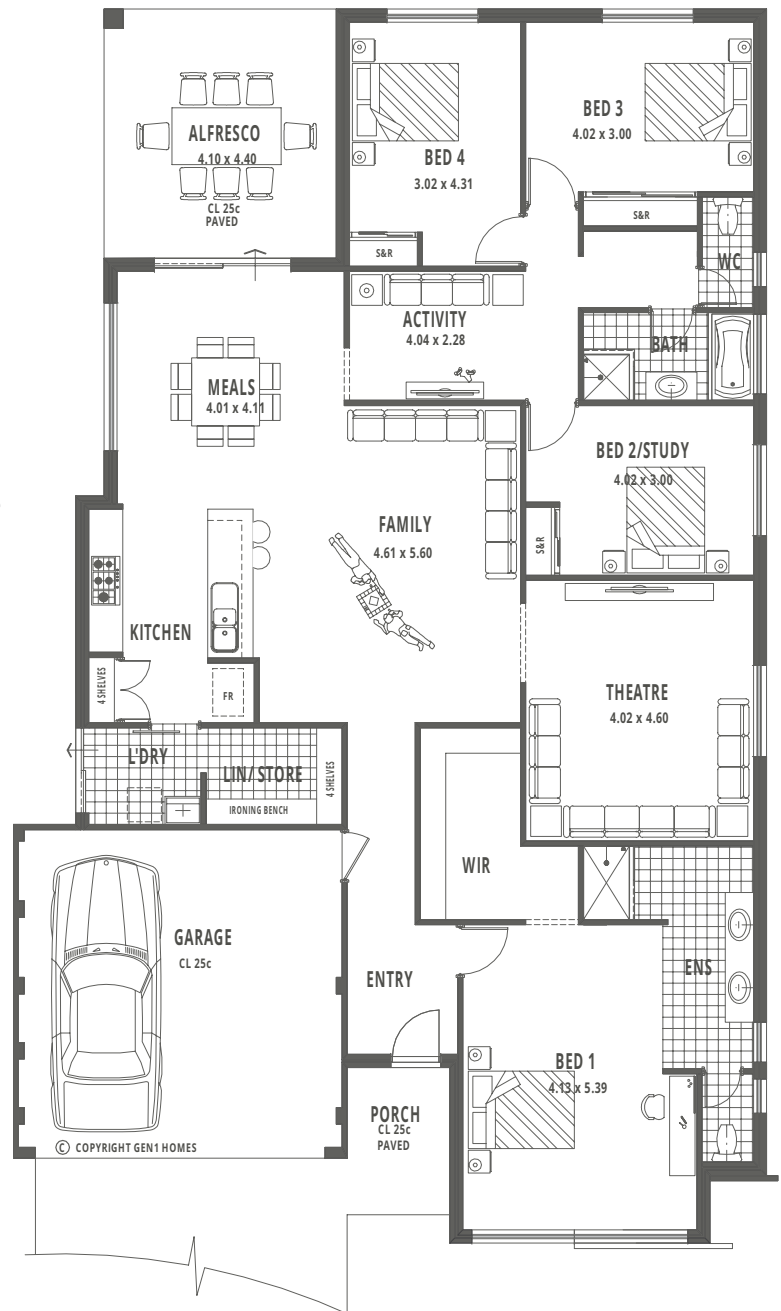 ALFRESCO
4.10 x 4.40
CL 25c
PAVED
BED 4
3.02 x 4.31
S&R
BED 3
4.02 x 3.00
S&R
WC
ACTIVITY
4.04 x 2.28
BATH
MEALS
4.01 x 4.11
BED 2/STUDY
4.02 x 3.00
S&R
FAMILY
4.61 x 5.60
KITCHEN
4 SHELVES
FR
THEATRE
4.02 x 4.60
L'DRY
LIN/ STORE
4 SHELVES
IRONING BENCH
WIR
GARAGE
CL 25c
ENTRY
ENS
BED 1
4.13 x 5.39
PORCH
CL 25c
PAVED
© COPYRIGHT GEN1 HOMES